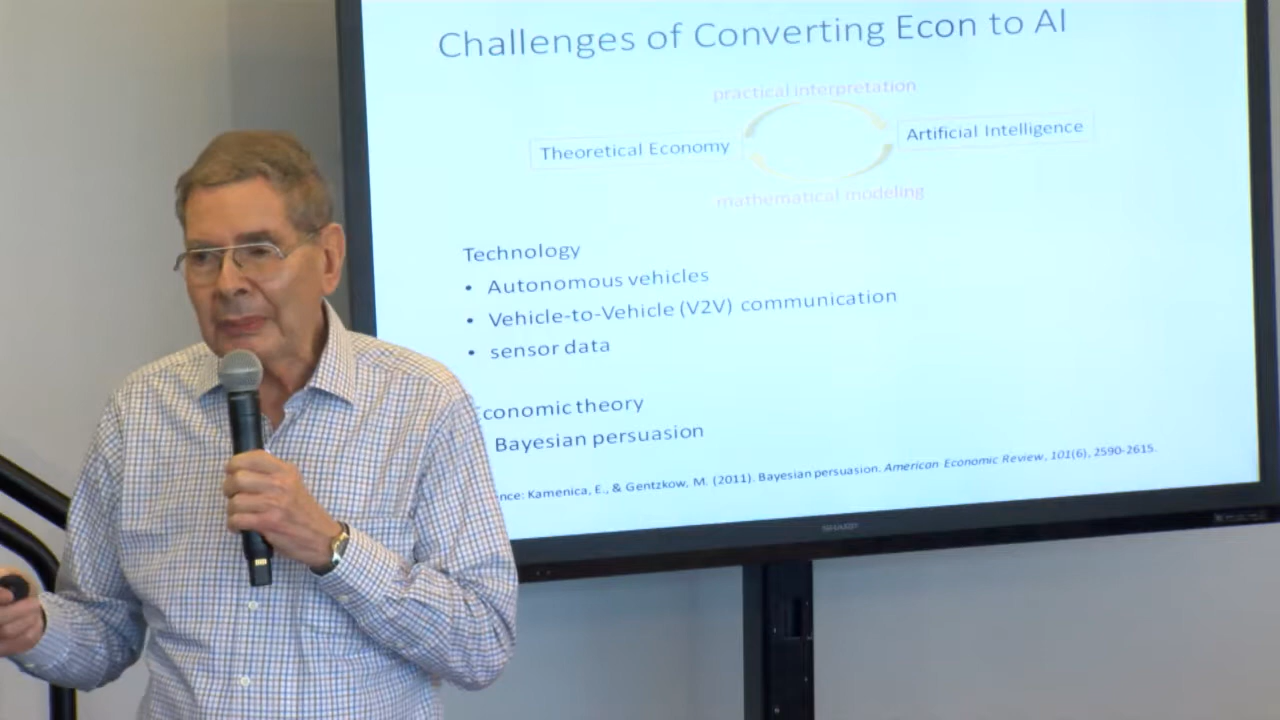 Challenges of Converting Econ to AI
practical interpretation
Theoretical Economy
Artificial Intelligence
mathematical modeling
Technology
• Autonomous vehicles
• Vehicle-to-Vehicle (V2V) communication
• sensor data
Economic theory
Bayesian persuasion
Kamenica, E., & Gentzkow, M. (2011). Bayesian persuasion. American Economic Review, 101(6), 2590-2615.
SHARP